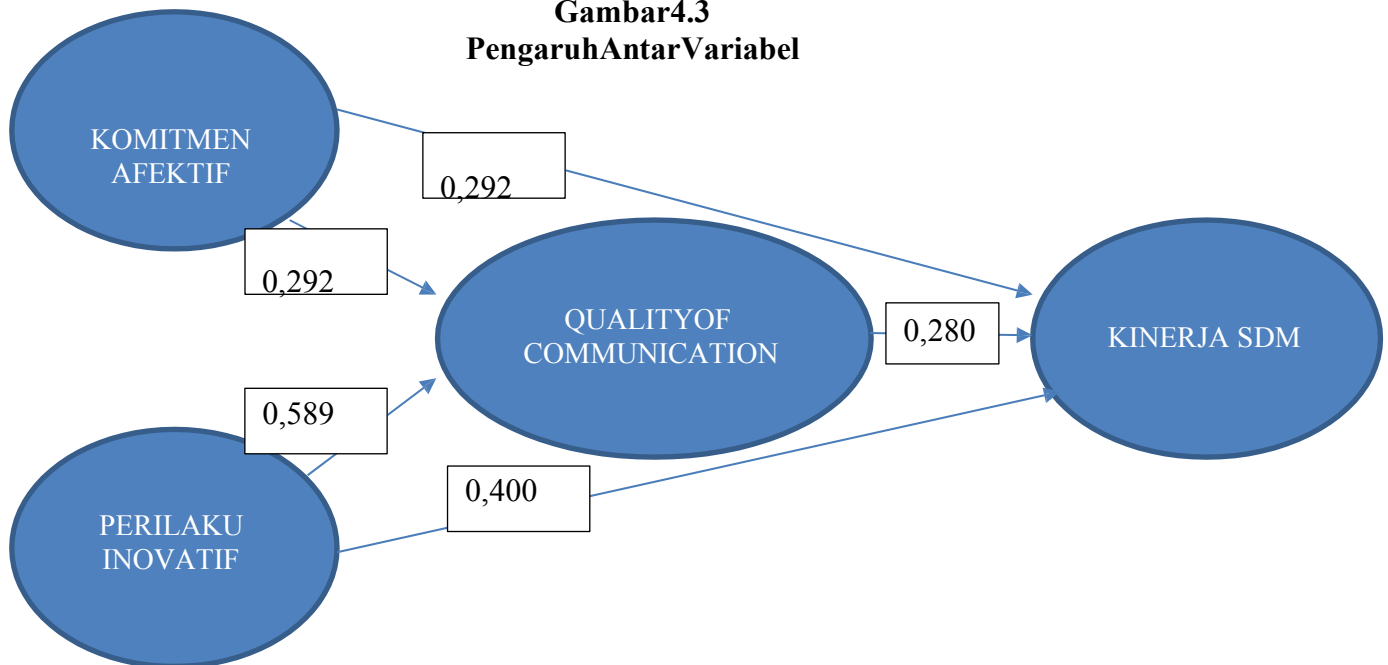 Gambar4.3
PengaruhAntarVariabel
KOMITMEN
AFEKTIF
0,292
0,292
QUALITYOF
COMMUNICATION
0,280
KINERJA SDM
0,589
0,400
PERILAKU
INOVATIF